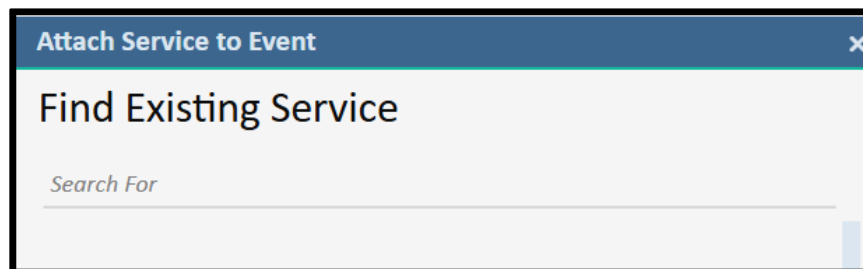 Attach Service to Event
Find Existing Service
Search For